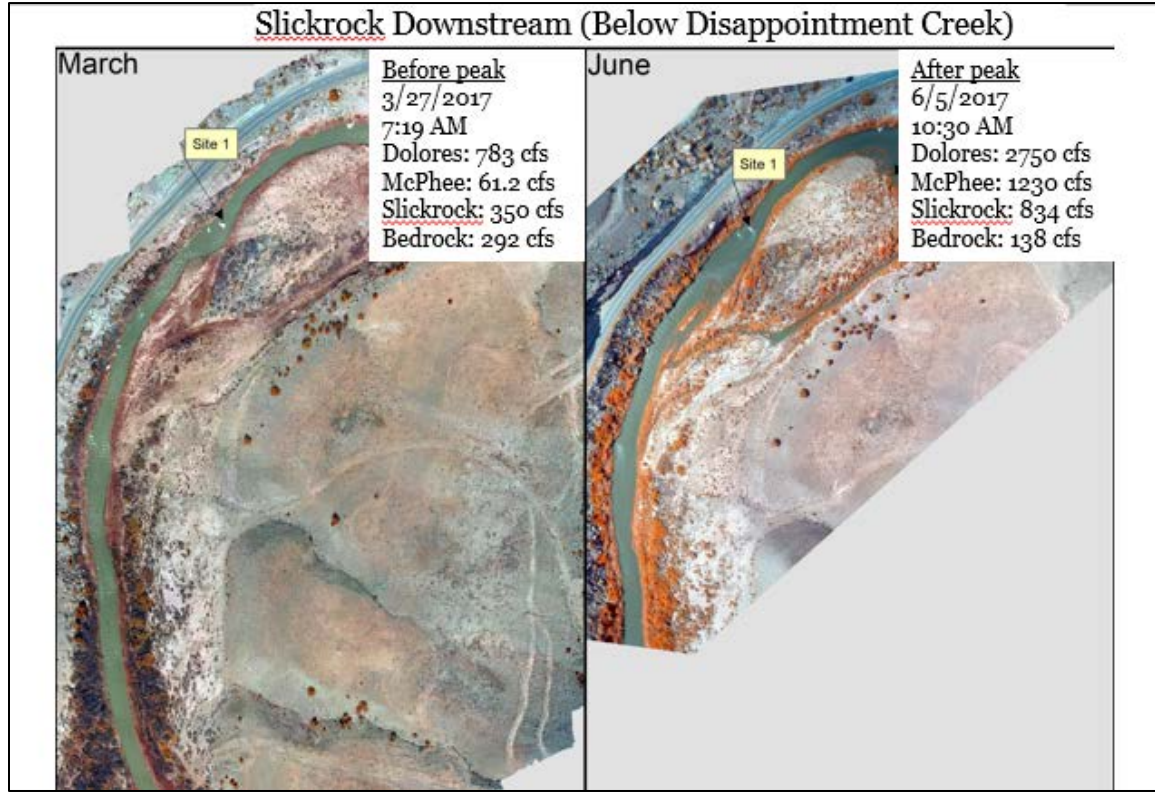 Slickrock Downstream (Below Disappointment Creek)
March
Before peak
3/27/2017
7:19 AM
Dolores: 783 cfs
McPhee: 61.2 cfs
Slickrock: 350 cfs
Bedrock: 292 cfs
Site 1
June
After peak
6/5/2017
10:30 AM
Dolores: 2750 cfs
McPhee: 1230 cfs
Slickrock: 834 cfs
Bedrock: 138 cfs
Site 1